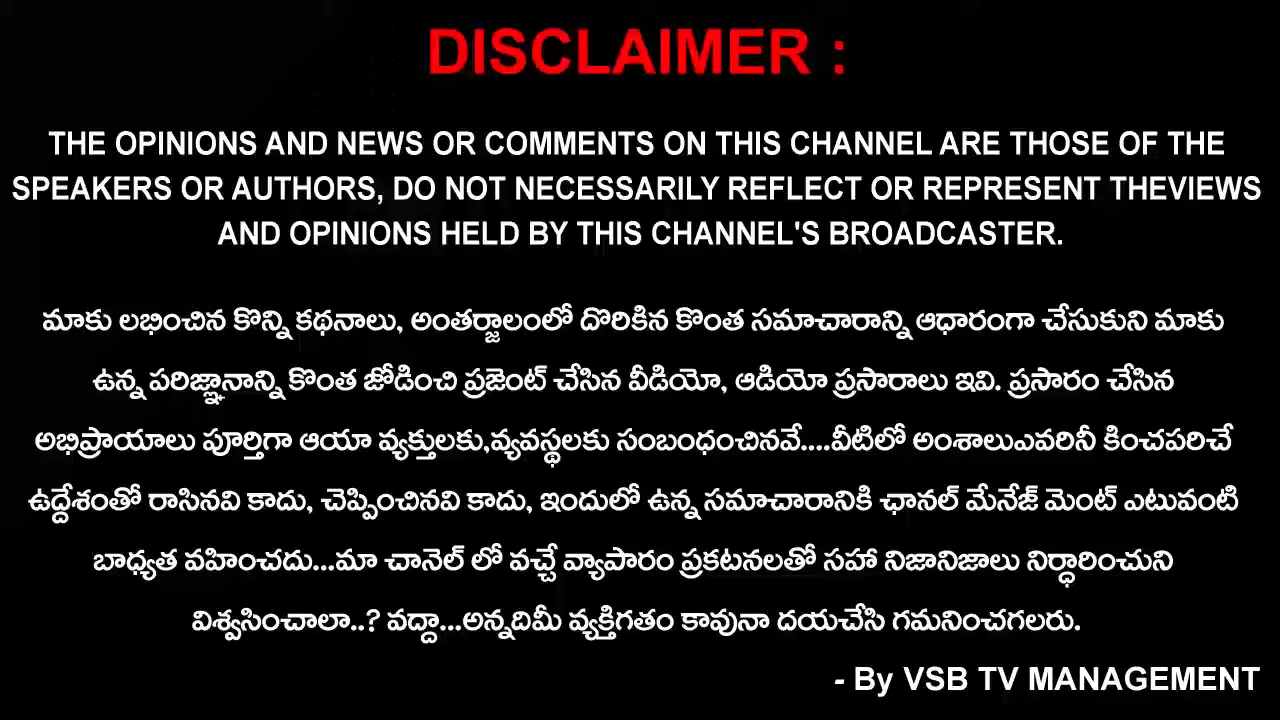 DISCLAIMER :
THE OPINIONS AND NEWS OR COMMENTS ON THIS CHANNEL ARE THOSE OF THE
SPEAKERS OR AUTHORS, DO NOT NECESSARILY REFLECT OR REPRESENT THEVIEWS
AND OPINIONS HELD BY THIS CHANNEL'S BROADCASTER.
మాకు లభించిన కొన్ని కథనాలు, అంతర్జాలంలో దొరికిన కొంత సమాచారాన్ని ఆధారంగా చేసుకుని మాకు
ఉన్న పరిజ్ఞానాన్ని కొంత జోడించి ప్రజెంట్ చేసిన వీడియో, ఆడియో ప్రసారాలు ఇవి. ప్రసారం చేసిన
అభిప్రాయాలు పూర్తిగా ఆయా వ్యక్తులకు,వ్యవస్థలకు సంబంధంచినవే....వీటిలో అంశాలుఎవరినీ కించపరిచే
ఉద్దేశంతో రాసినవి కాదు, చెప్పించినవి కాదు, ఇందులో ఉన్న సమాచారానికి ఛానల్ మేనేజ్ మెంట్ ఎటువంటి
బాధ్యత వహించదు...మా చానెల్ లో వచ్చే వ్యాపారం ప్రకటనలతో సహా నిజానిజాలు నిర్ధారించుని
విశ్వసించాలా..? వద్దా...అన్నదిమీ వ్యక్తిగతం కావునా దయచేసి గమనించగలరు.
- By VSB TV MANAGEMENT